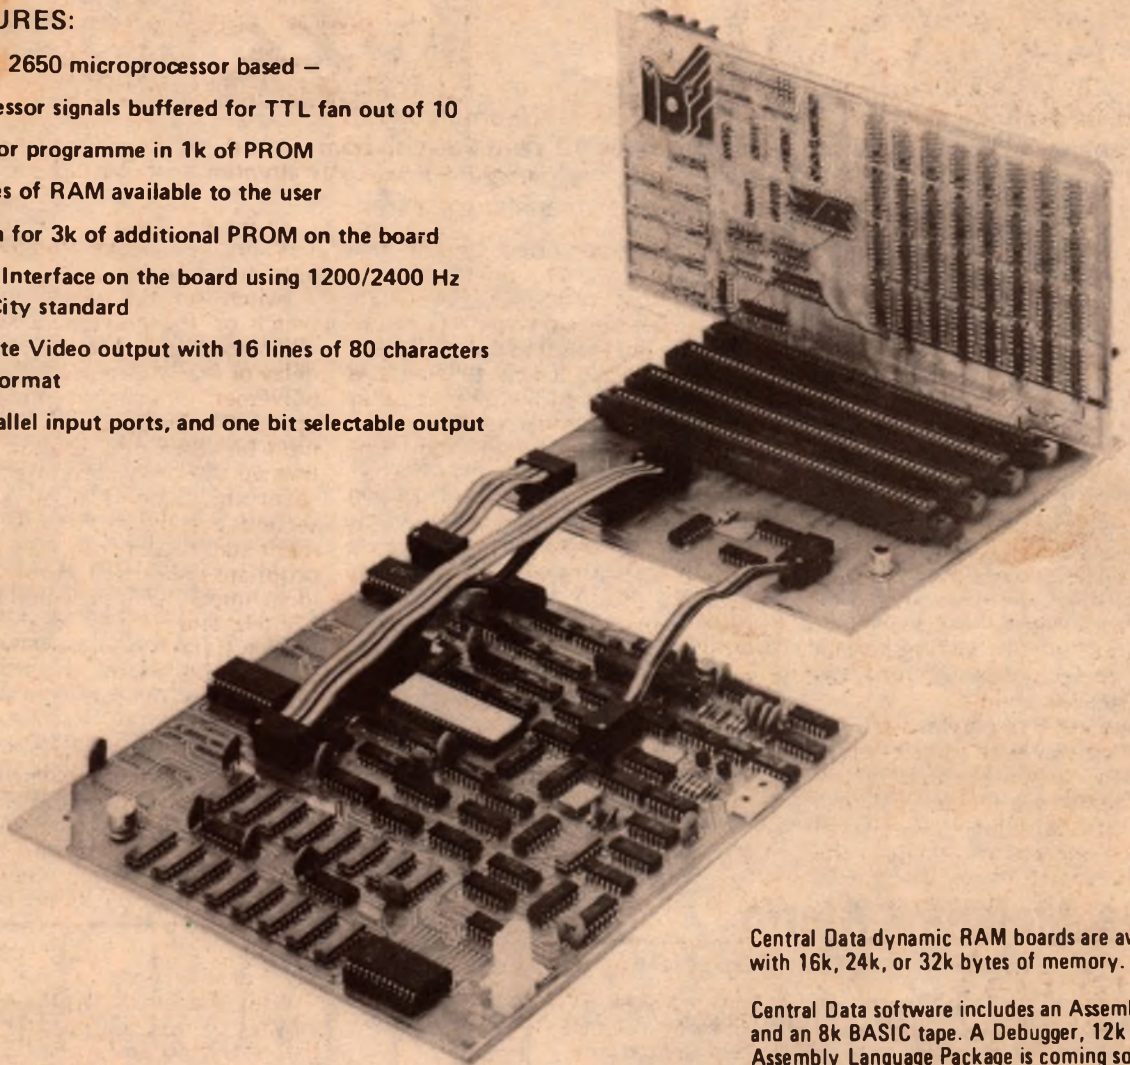 URES:
2650 microprocessor based —
essor signals buffered for TTL fan out of 10
or programme in 1k of PROM
es of RAM available to the user
n for 3k of additional PROM on the board
Interface on the board using 1200/2400 Hz
City standard
te Video output with 16 lines of 80 characters
ormat
allel input ports, and one bit selectable output
Central Data dynamic RAM boards are av
with 16k, 24k, or 32k bytes of memory.
Central Data software includes an Assemb
and an 8k BASIC tape. A Debugger, 12k
Assembly Language Package is coming so